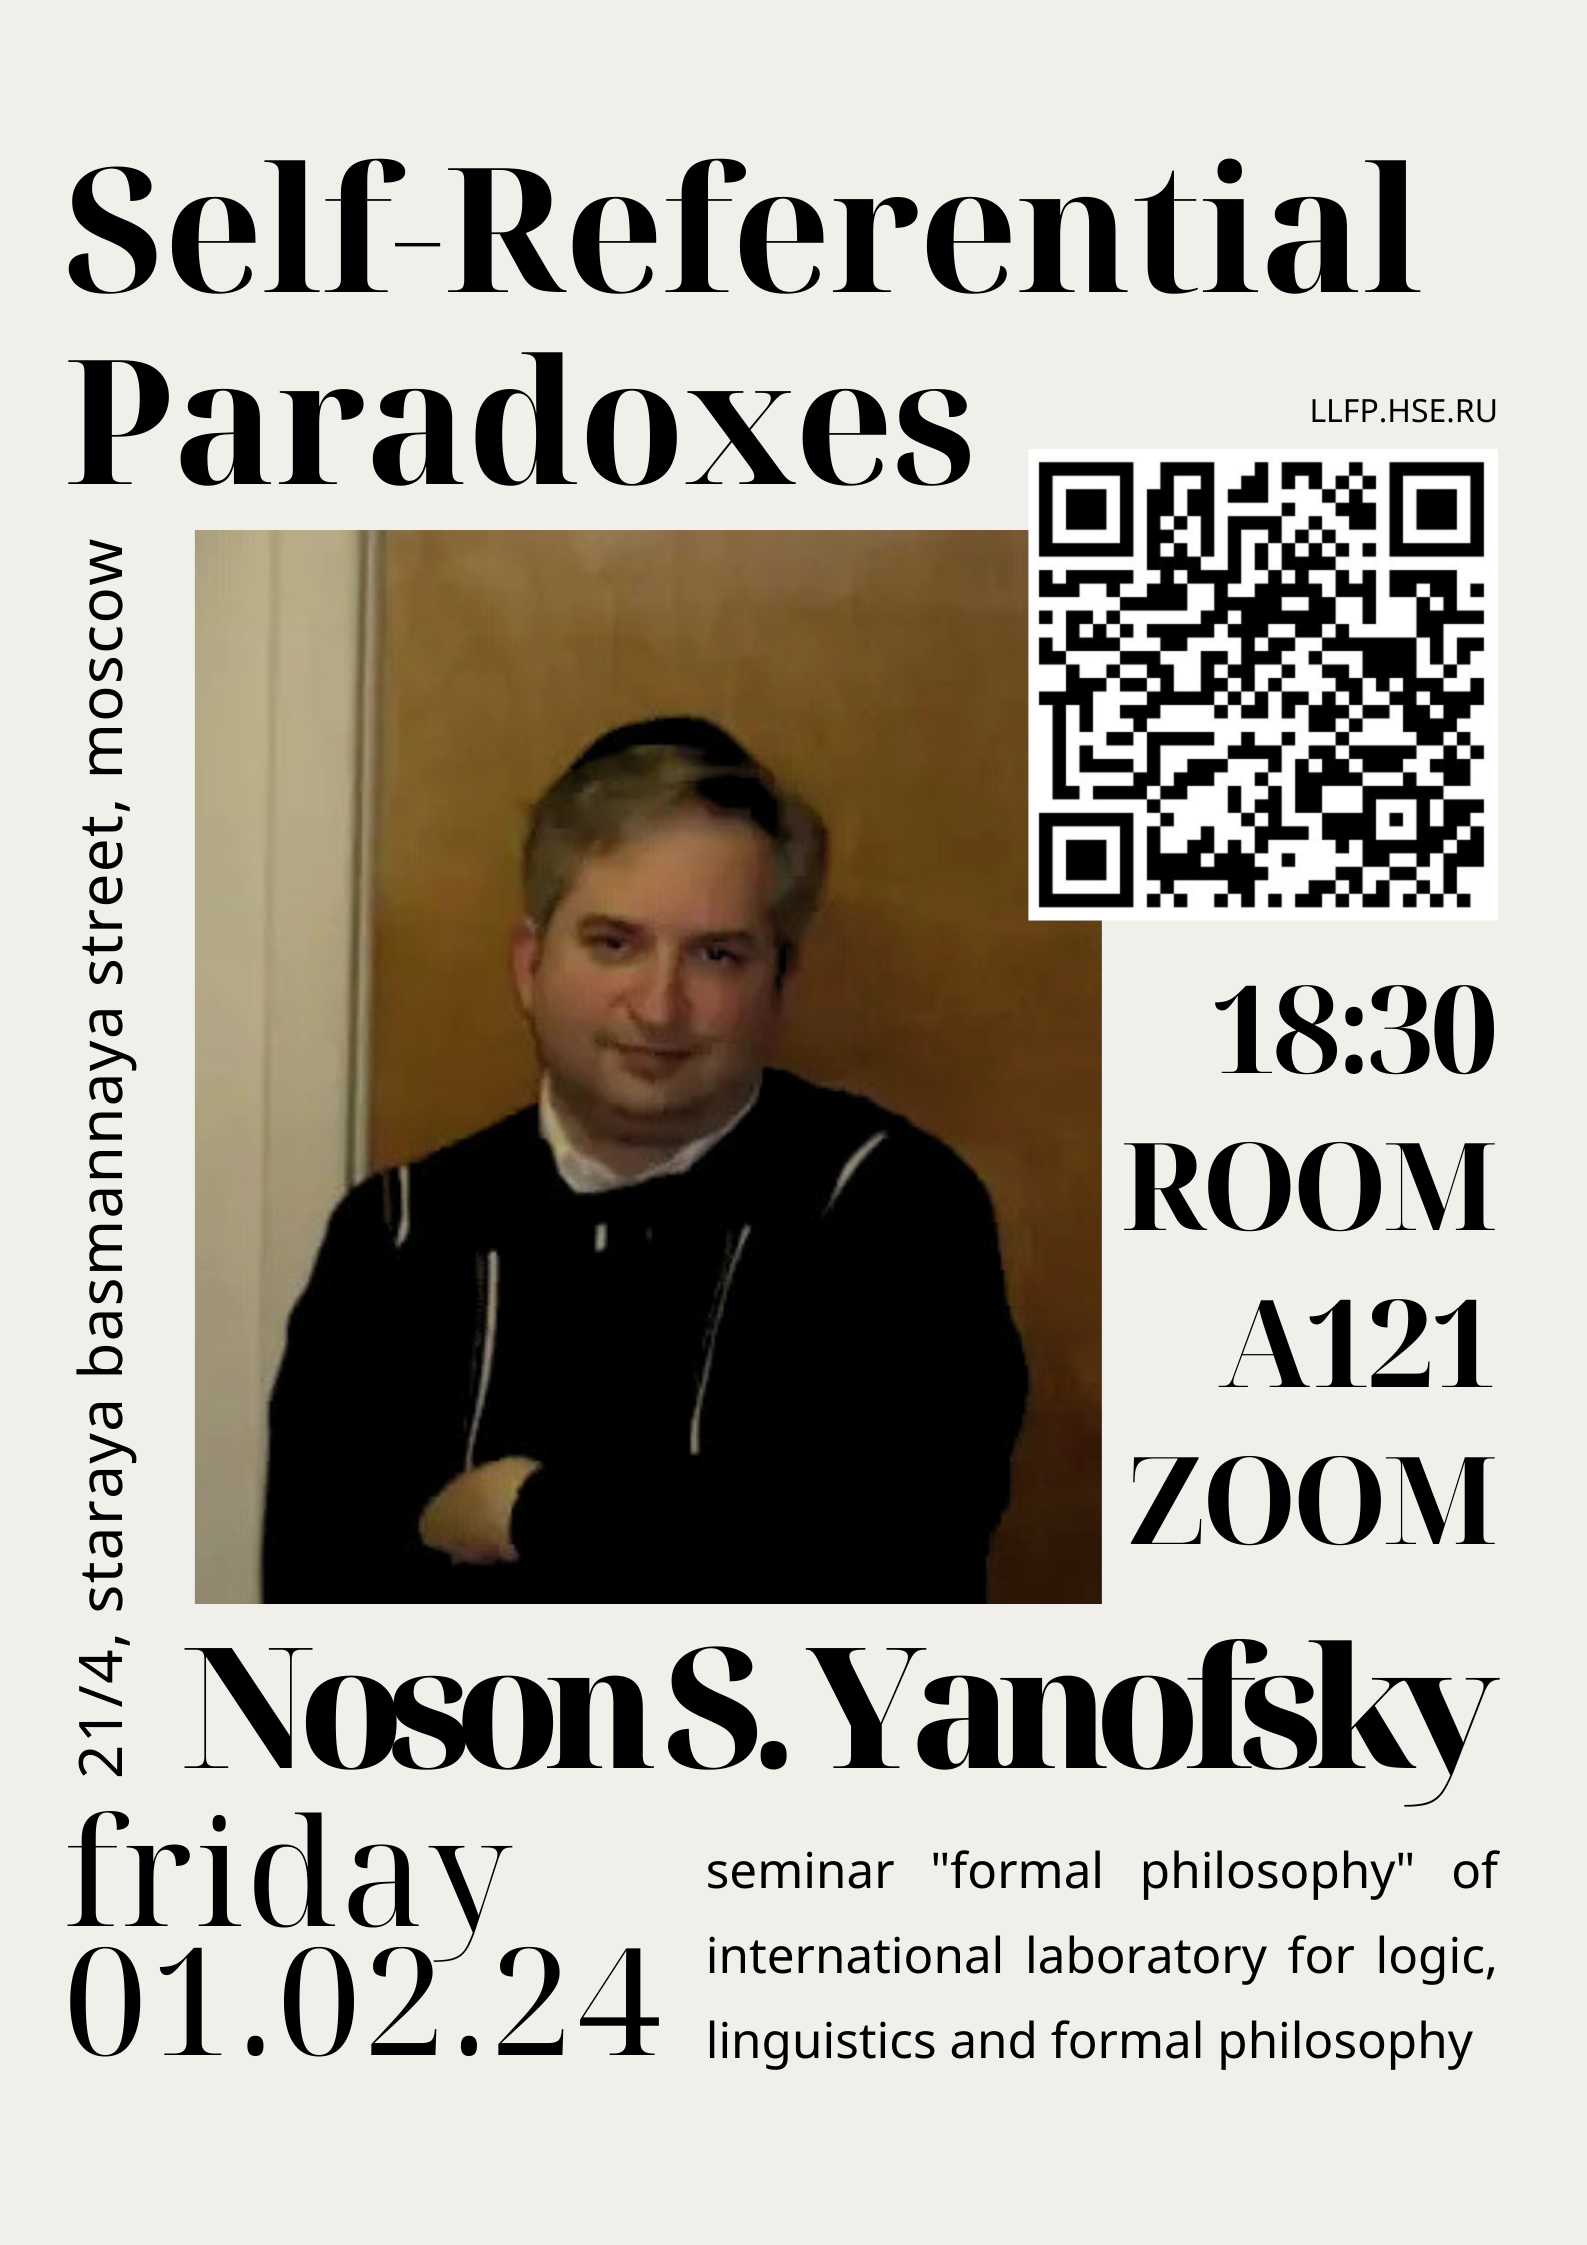 Self-Referential
Paradoxes
LLFP.HSE.RU
21/4, staraya basmannaya street, moscow
18:30
ROOM
A121
ZOOM
Noson S. Yanofsky
friday
01.02.24
seminar "formal philosophy" of
international laboratory for logic,
linguistics and formal philosophy